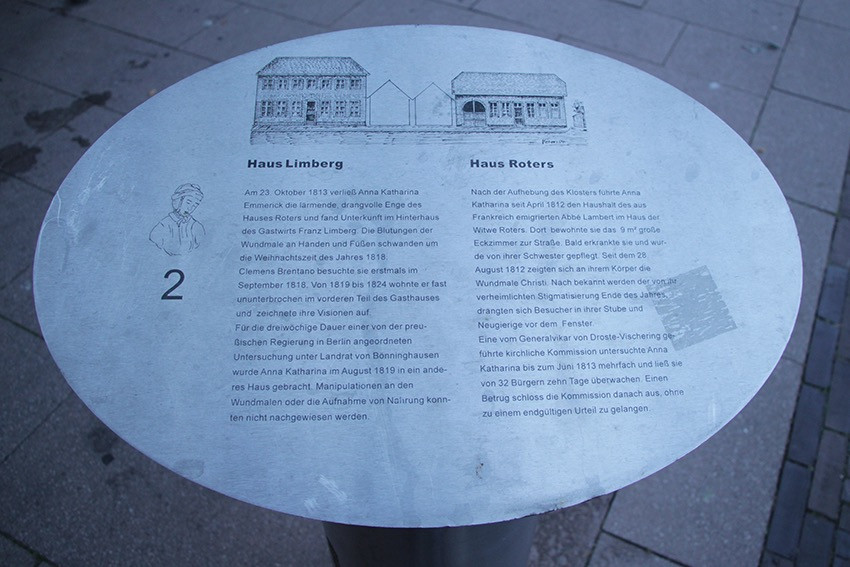 Haus Limberg
Am 23. Oktober 1813 verließ Anna Katharina
Emmerick die lärmende, drangvolle Enge des
Hauses Roters und fand Unterkunft im Hinterhaus
des Gastwirts Franz Limberg. Die Blutungen der
Wundmale an Händen und Füßen schwanden um
die Weihnachtszeit des Jahres 1818.
Clemens Brentano besuchte sie erstmals im
September 1818. Von 1819 bis 1824 wohnte er fast
ununterbrochen im vorderen Teil des Gasthauses
und zeichnete ihre Visionen auf.
Für die dreiwöchige Dauer einer von der preu-
ßischen Regierung in Berlin angeordneten
Untersuchung unter Landrat von Bönninghausen
wurde Anna Katharina im August 1819 in ein ande-
res Haus gebracht. Manipulationen an den
Wundmalen oder die Aufnahme von Nahrung konn-
ten nicht nachgewiesen werden.
2
Haus Roters
Nach der Aufhebung des Klosters führte Anna
Katharina seit April 1812 den Haushalt des aus
Frankreich emigrierten Abbé Lambert im Haus der
Witwe Roters. Dort bewohnte sie das 9 m² große
Eckzimmer zur Straße. Bald erkrankte sie und wur-
de von ihrer Schwester gepflegt. Seit dem 28.
August 1812 zeigten sich an ihrem Körper die
Wundmale Christi. Nach bekannt werden der von zu
verheimlichten Stigmatisierung Ende des Jahres,
drängten sich Besucher in ihrer Stube und
Neugierige vor dem Fenster.
Eine vom Generalvikar von Droste-Vischering ge-
führte kirchliche Kommission untersuchte Anna
Katharina bis zum Juni 1813 mehrfach und ließ sie
von 32 Bürgern zehn Tage überwachen. Einen
Betrug schloss die Kommission danach aus, ohne
zu einem endgültigen Urteil zu gelangen.